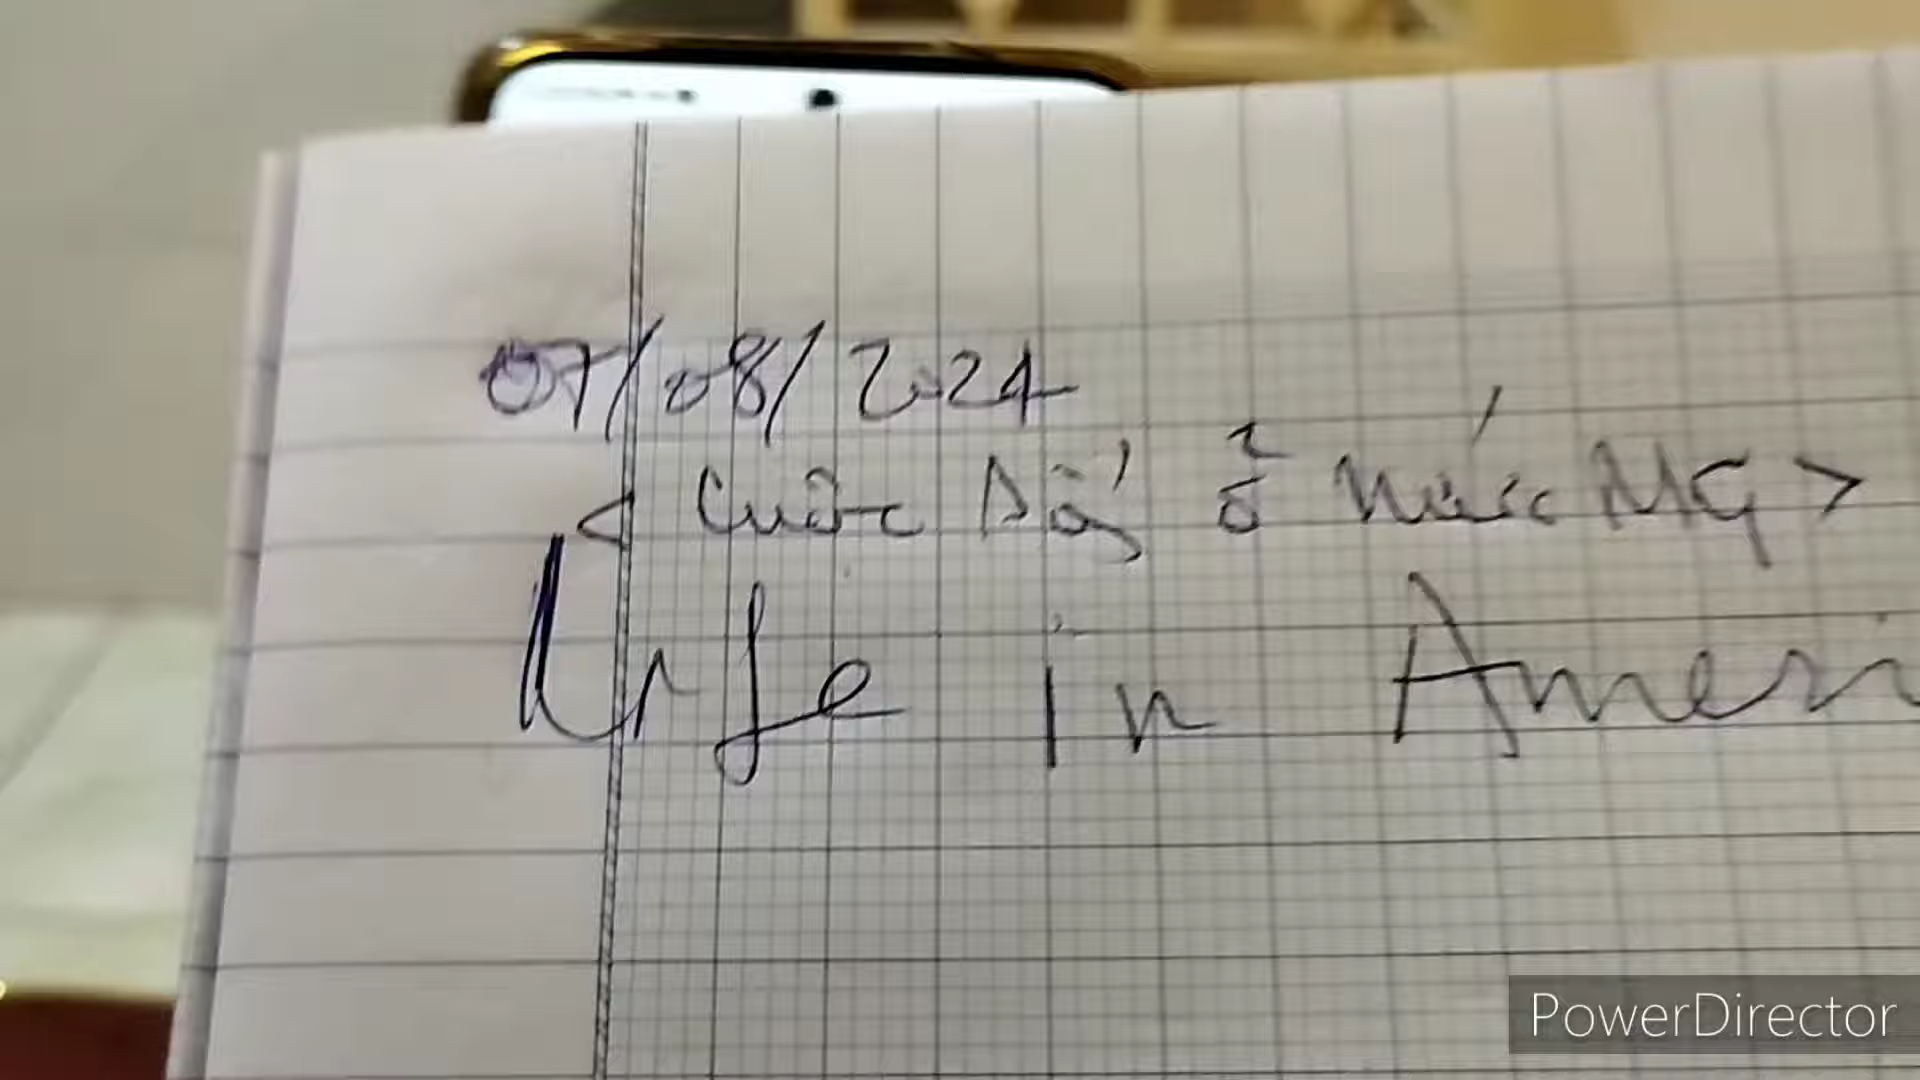 07/08/2024
< Cuộc sống ở nước Mỹ >
Life in Ameri
PowerDirector